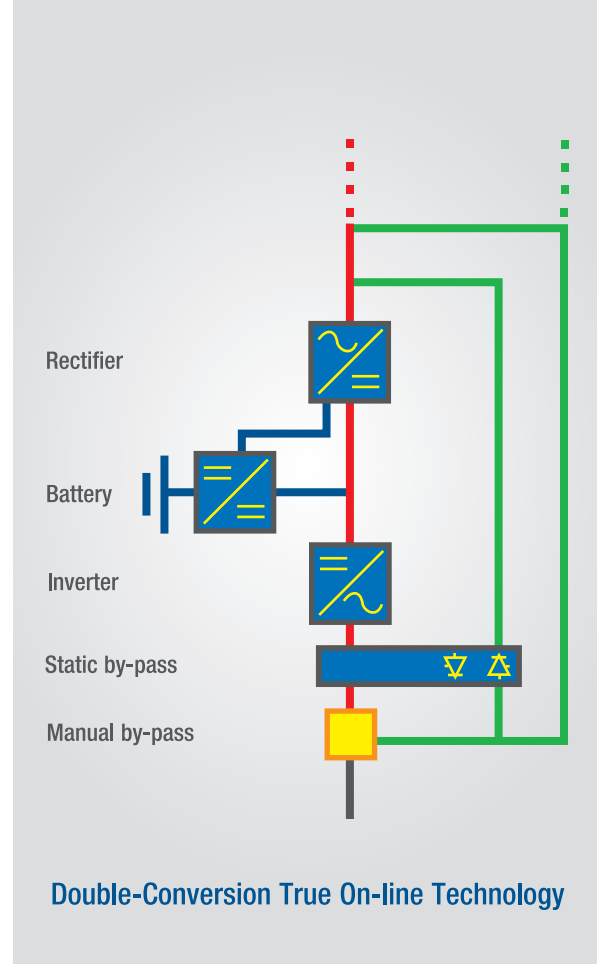 Rectifier
Battery
Inverter
Static by-pass
Manual by-pass
Double-Conversion True On-line Technology